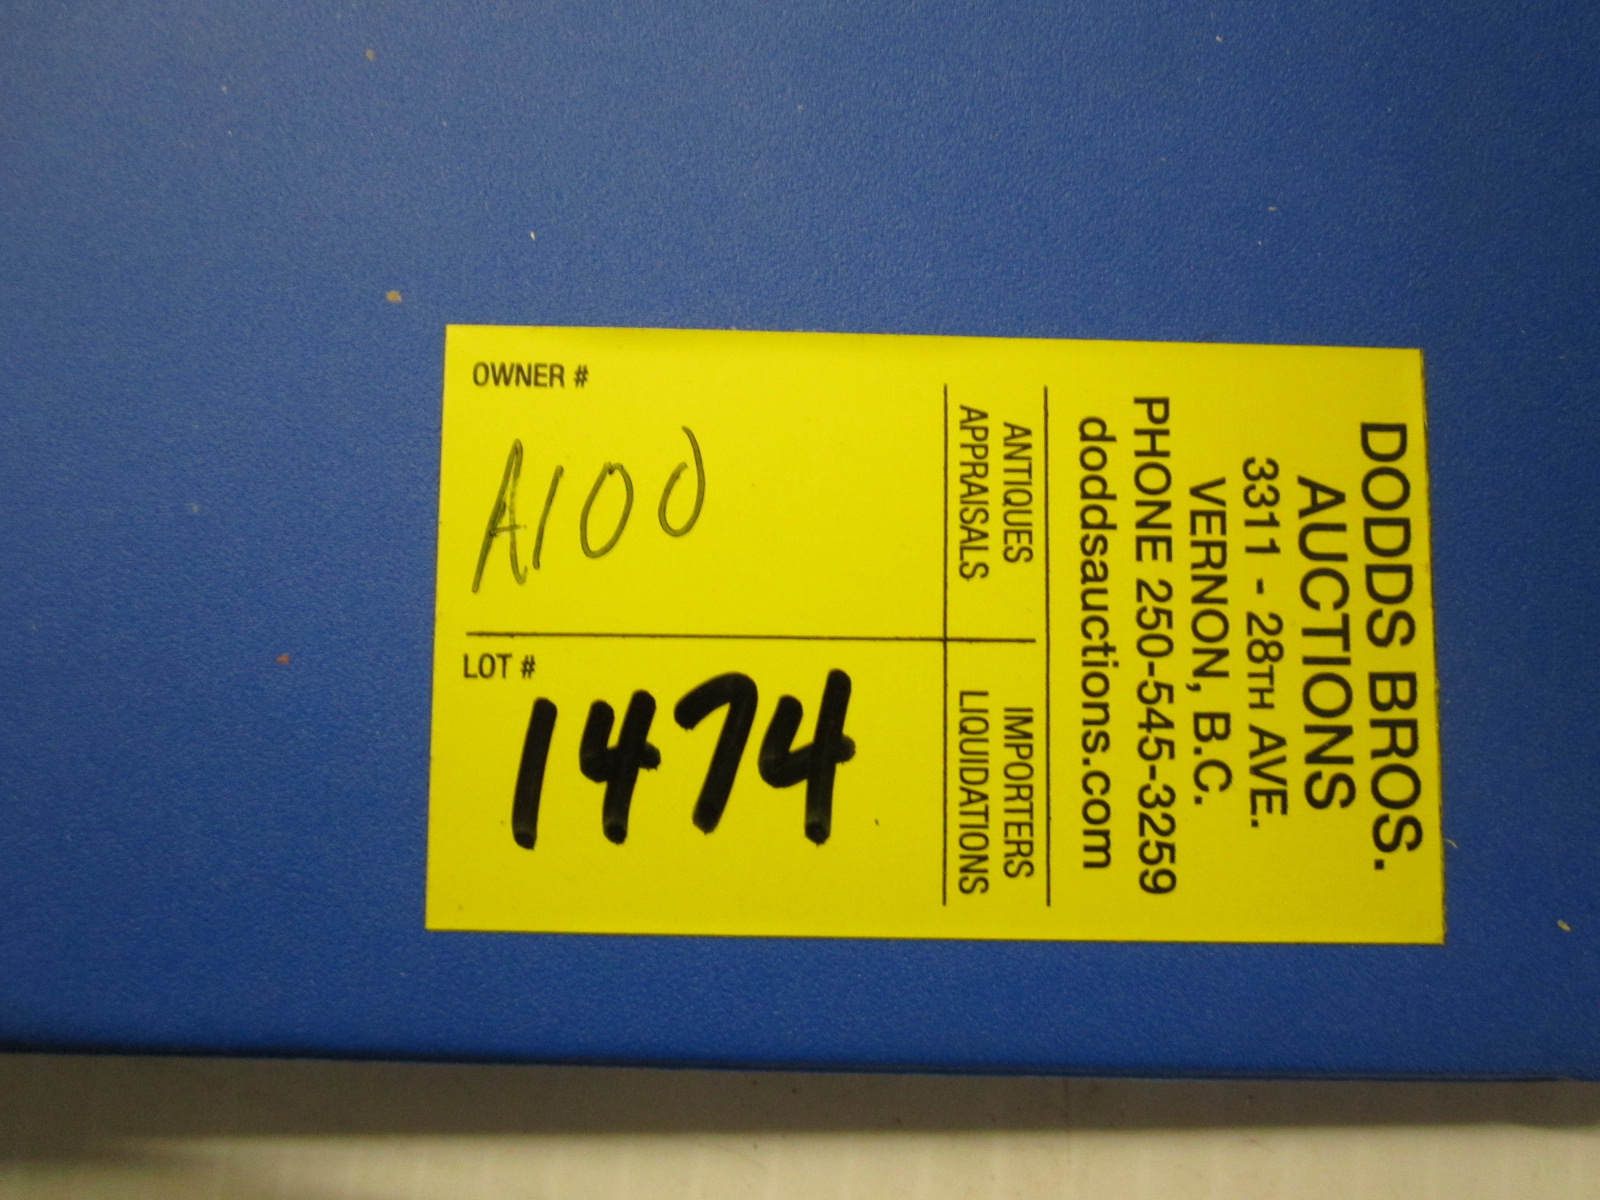 DODDS BROS.
AUCTIONS
3311 - 28TH AVE.
VERNON, B.C.
PHONE 250-545-3259
doddsauctions.com
ANTIQUES
APPRAISALS
IMPORTERS
LIQUIDATIONS
OWNER #
A100
LOT #
1474